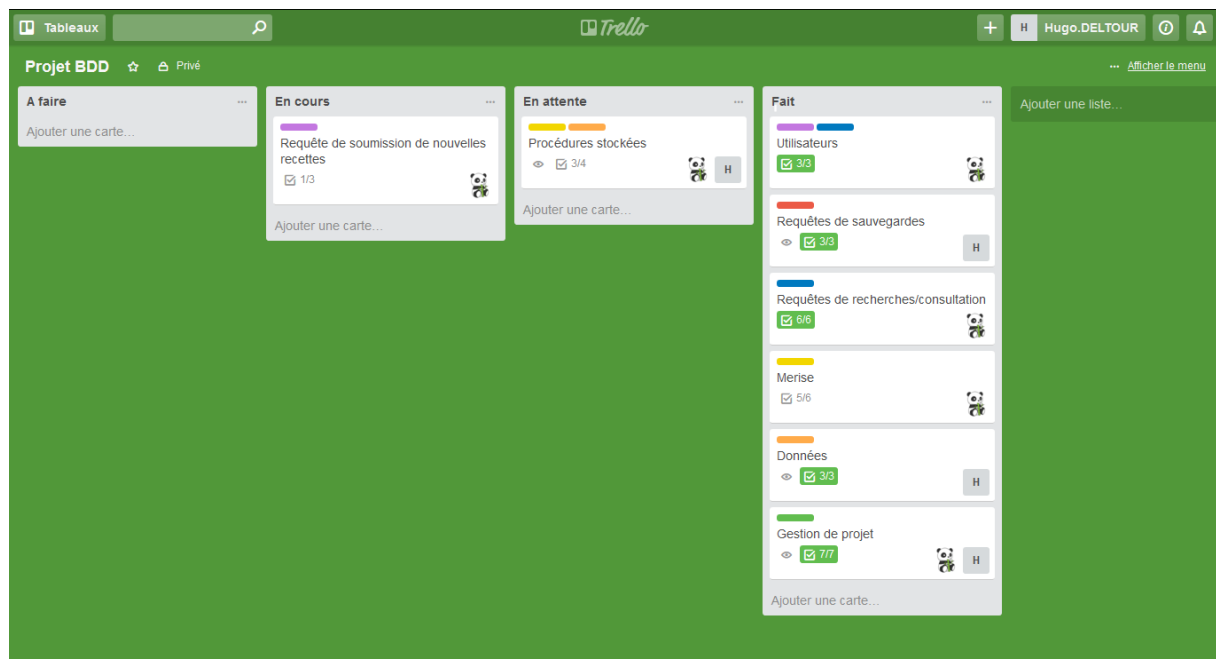 Tableaux
Trello
H
Hugo.DELTOUR
Projet BDD
Privé
... Afficher le menu
A faire
...
Ajouter une carte…
En cours
...
Requête de soumission de nouvelles
recettes
1/3
Ajouter une carte…
En attente
...
Procédures stockées
3/4
H
Ajouter une carte…
Fait
...
Utilisateurs
3/3
Requêtes de sauvegardes
3/3
H
Requêtes de recherches/consultation
6/6
Merise
5/6
Données
3/3
H
Gestion de projet
7/7
H
Ajouter une carte…
Ajouter une liste…